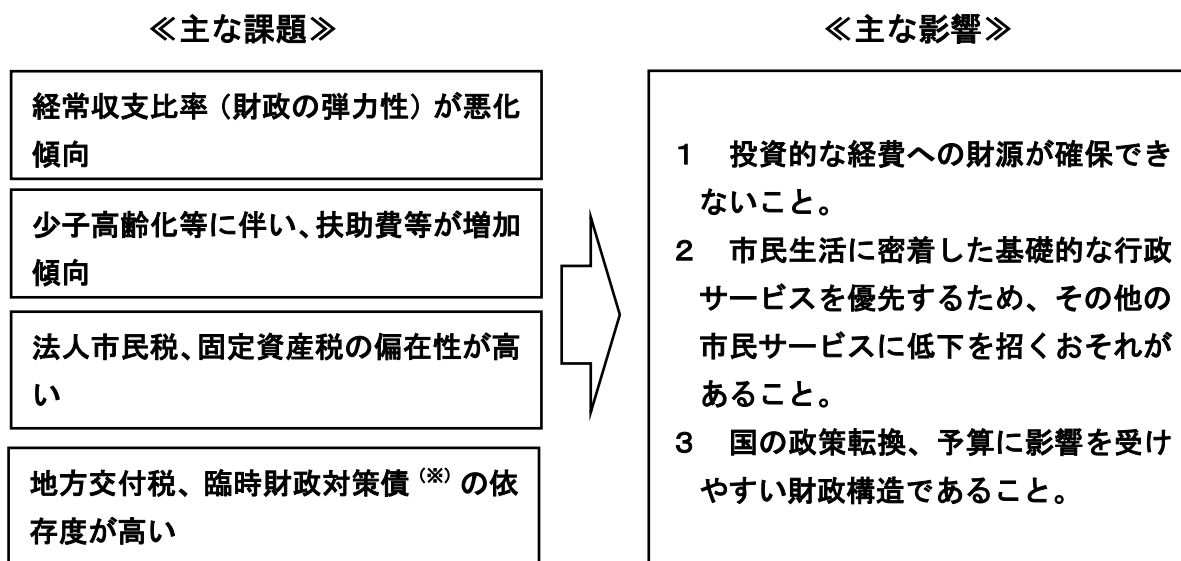 ≪主な課題≫
経常収支比率（財政の弾力性）が悪化
傾向
少子高齢化等に伴い、扶助費等が増加
傾向
法人市民税、固定資産税の偏在性が高
い
地方交付税、臨時財政対策債（※）の依
存度が高い
≪主な影響≫
１　投資的な経費への財源が確保でき
ないこと。
２　市民生活に密着した基礎的な行政
サービスを優先するため、その他の
市民サービスに低下を招くおそれが
あること。
３　国の政策転換、予算に影響を受け
やすい財政構造であること。